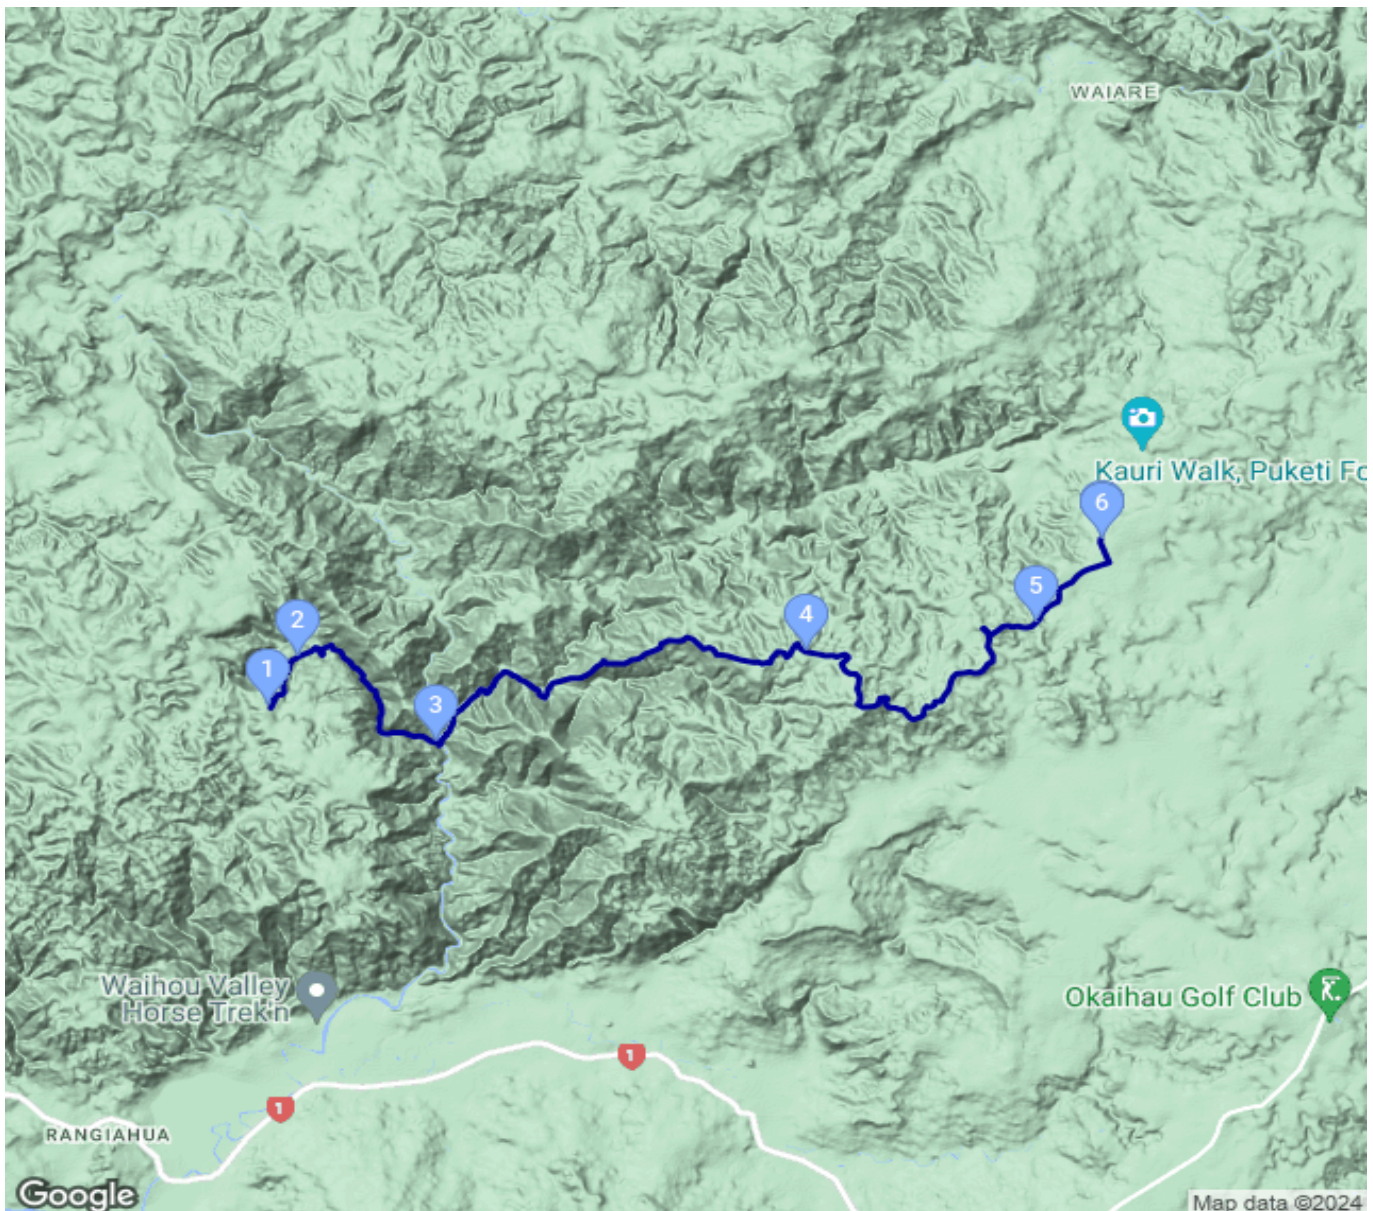 WAIARE
Kauri Walk, Puketi Fo
6
5
4
2
1
3
Waihou Valley
Horse Trek'n
Okaihau Golf Club
1
1
RANGIAHUA
Google
Map data ©2024